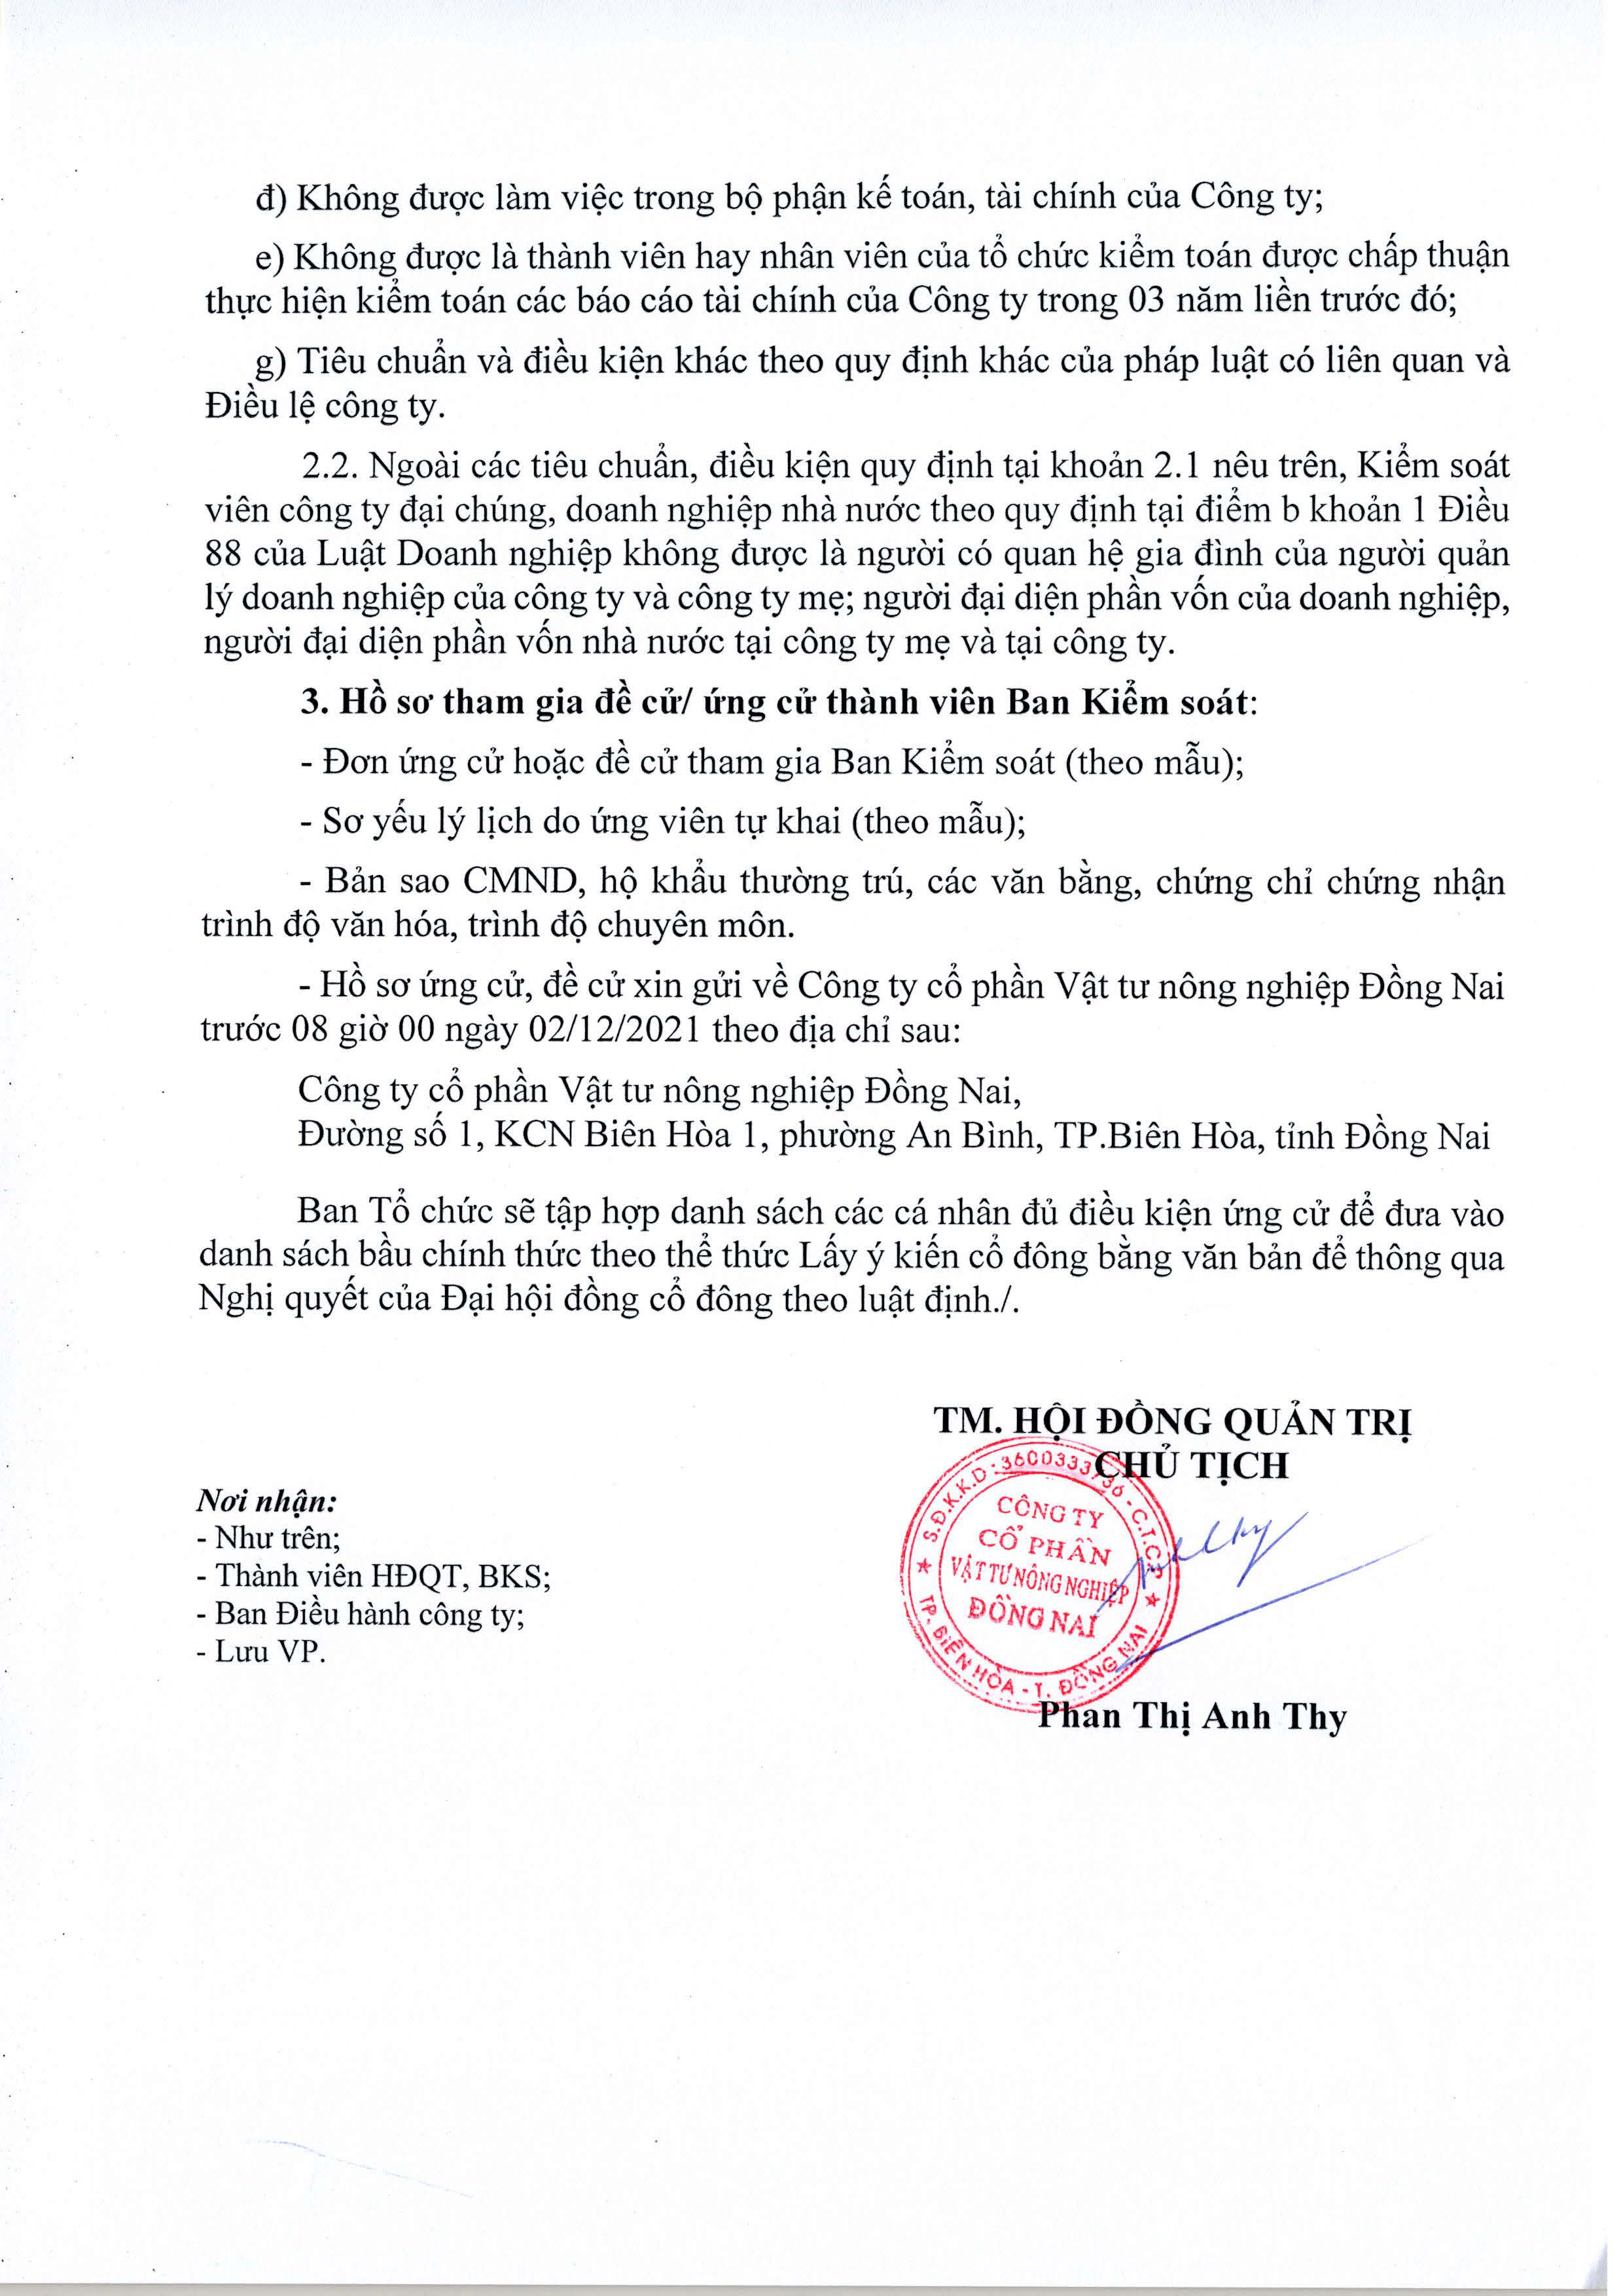 đ) Không được làm việc trong bộ phận kế toán, tài chính của Công ty;
e) Không được là thành viên hay nhân viên của tổ chức kiểm toán được chấp thuận
thực hiện kiểm toán các báo cáo tài chính của Công ty trong 03 năm liền trước đó;
g) Tiêu chuẩn và điều kiện khác theo quy định khác của pháp luật có liên quan và
Điều lệ công ty.
2.2. Ngoài các tiêu chuẩn, điều kiện quy định tại khoản 2.1 nêu trên, Kiểm soát
viên công ty đại chúng, doanh nghiệp nhà nước theo quy định tại điểm b khoản 1 Điều
88 của Luật Doanh nghiệp không được là người có quan hệ gia đình của người quản
lý doanh nghiệp của công ty và công ty mẹ; người đại diện phần vốn của doanh nghiệp,
người đại diện phần vốn nhà nước tại công ty mẹ và tại công ty.
3. Hồ sơ tham gia đề cử/ ứng cử thành viên Ban Kiểm soát:
- Đơn ứng cử hoặc đề cử tham gia Ban Kiểm soát (theo mẫu);
- Sơ yếu lý lịch do ứng viên tự khai (theo mẫu);
- Bản sao CMND, hộ khẩu thường trú, các văn bằng, chứng chỉ chứng nhận
trình độ văn hóa, trình độ chuyên môn.
- Hồ sơ ứng cử, đề cử xin gửi về Công ty cổ phần Vật tư nông nghiệp Đồng Nai
trước 08 giờ 00 ngày 02/12/2021 theo địa chỉ sau:
Công ty cổ phần Vật tư nông nghiệp Đồng Nai,
Đường số 1, KCN Biên Hòa 1, phường An Bình, TP.Biên Hòa, tỉnh Đồng Nai
Ban Tổ chức sẽ tập hợp danh sách các cá nhân đủ điều kiện ứng cử để đưa vào
danh sách bầu chính thức theo thể thức Lấy ý kiến cổ đông bằng văn bản để thông qua
Nghị quyết của Đại hội đồng cổ đông theo luật định./.
TM. HỘI ĐỒNG QUẢN TRỊ
CHỦ TỊCH
Nơi nhận:
- Như trên;
- Thành viên HĐQT, BKS;
- Ban Điều hành công ty;
- Lưu VP.
CÔNG TY
CỔ PHẦN
VẬT TƯ NÔNG NGHIỆP
ĐỒNG NAI
TP. BIÊN HÒA - T. ĐỒNG NAI
Phan Thị Anh Thy